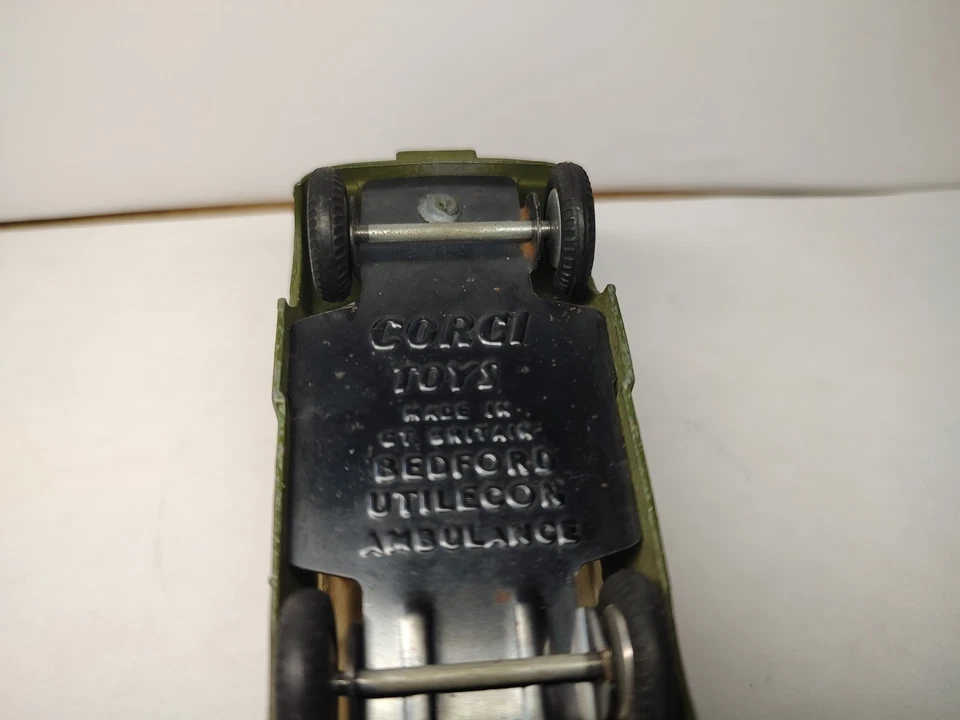 CORGI
TOYS
MADE IN
GT. BRITAIN
BEDFORD
UTILECON
AMBULANCE